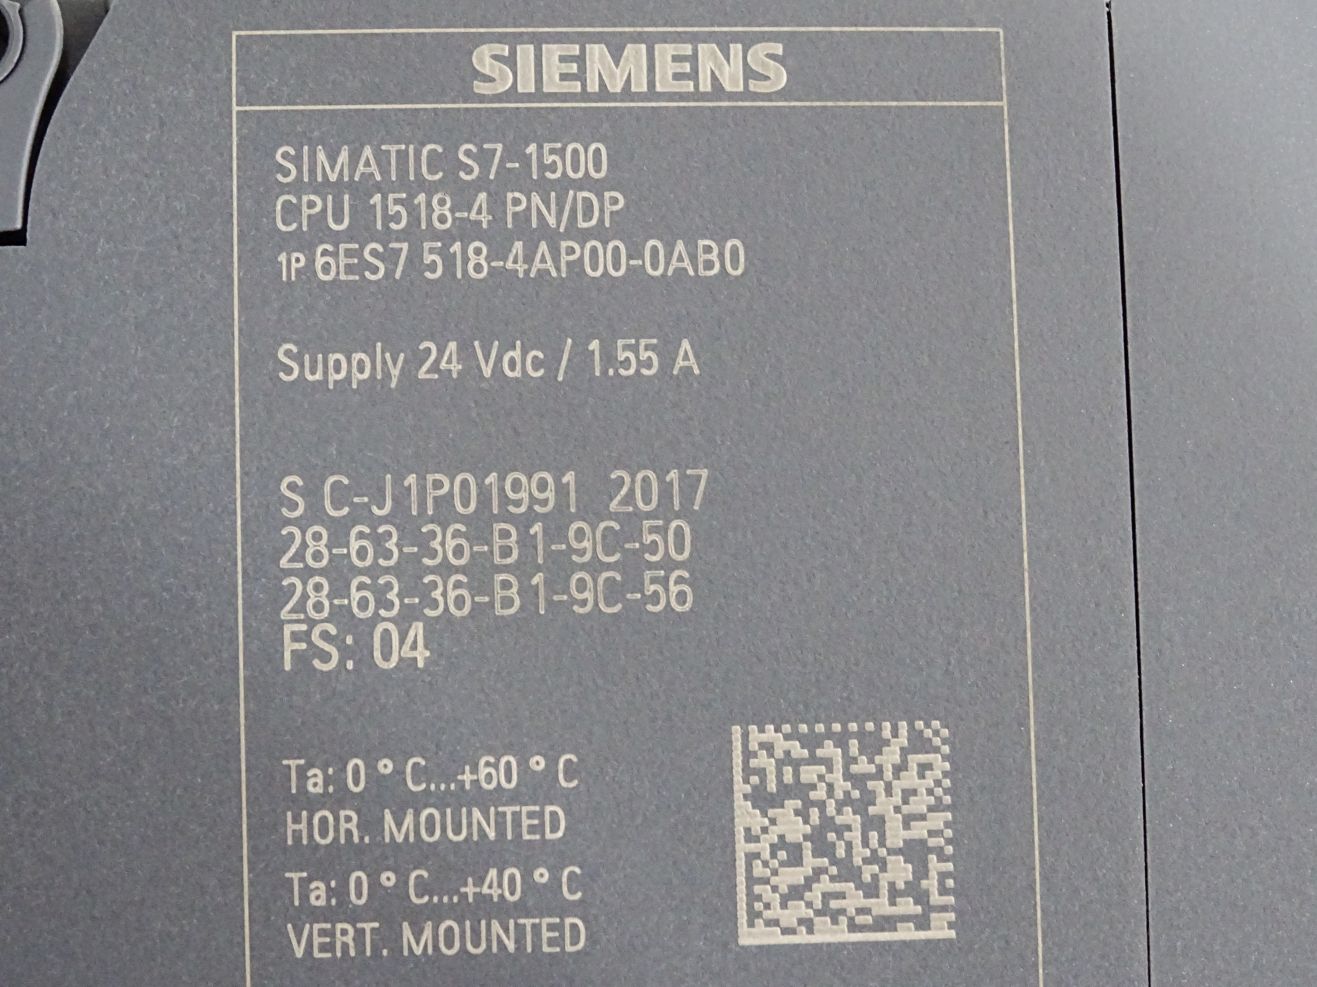 SIEMENS
SIMATIC S7-1500
CPU 1518-4 PN/DP
1P 6ES7 518-4AP00-0AB0
Supply 24 Vdc / 1.55 A
S C-J1P01991 2017
28-63-36-B1-9C-50
28-63-36-B1-9C-56
FS: 04
Ta: 0 ° C...+60 ° C
HOR. MOUNTED
Ta: 0 ° C...+40 ° C
VERT. MOUNTED